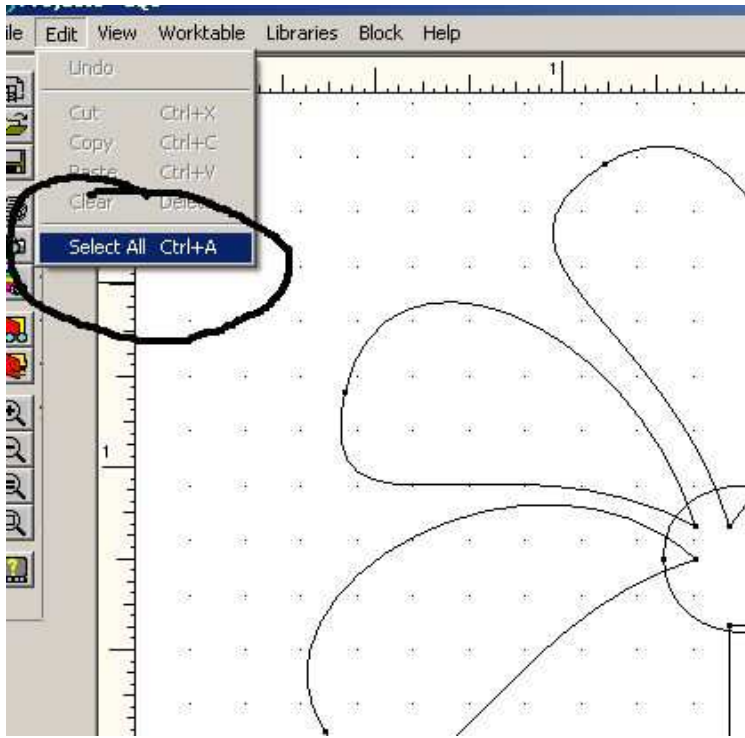 ile Edit View Worktable Libraries Block Help
Undo
1
Cut Ctrl+X
Copy Ctrl+C
Paste Ctrl+V
Clear Delete
Select All Ctrl+A
1